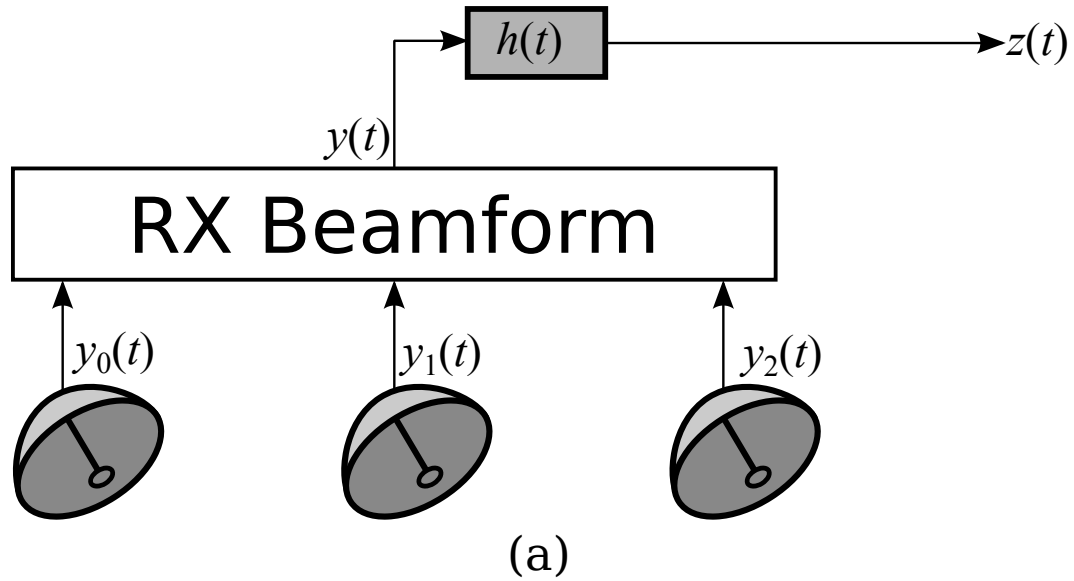 h(t)
z(t)
y(t)
RX Beamform
y₀(t)
y₁(t)
y₂(t)
(a)